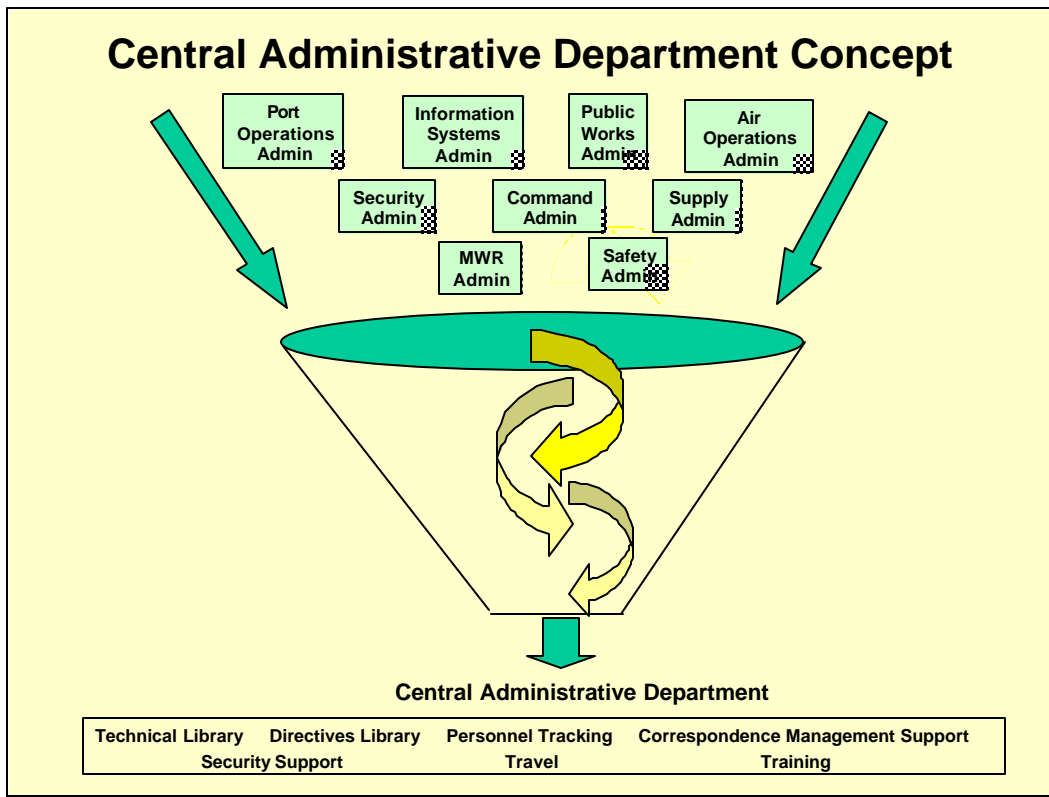 Central Administrative Department Concept
Port
Operations
Admin
Information
Systems
Admin
Public
Works
Admin
Air
Operations
Admin
Security
Admin
Command
Admin
Supply
Admin
MWR
Admin
Safety
Admin
Central Administrative Department
Technical Library Directives Library Personnel Tracking Correspondence Management Support
Security Support Travel Training